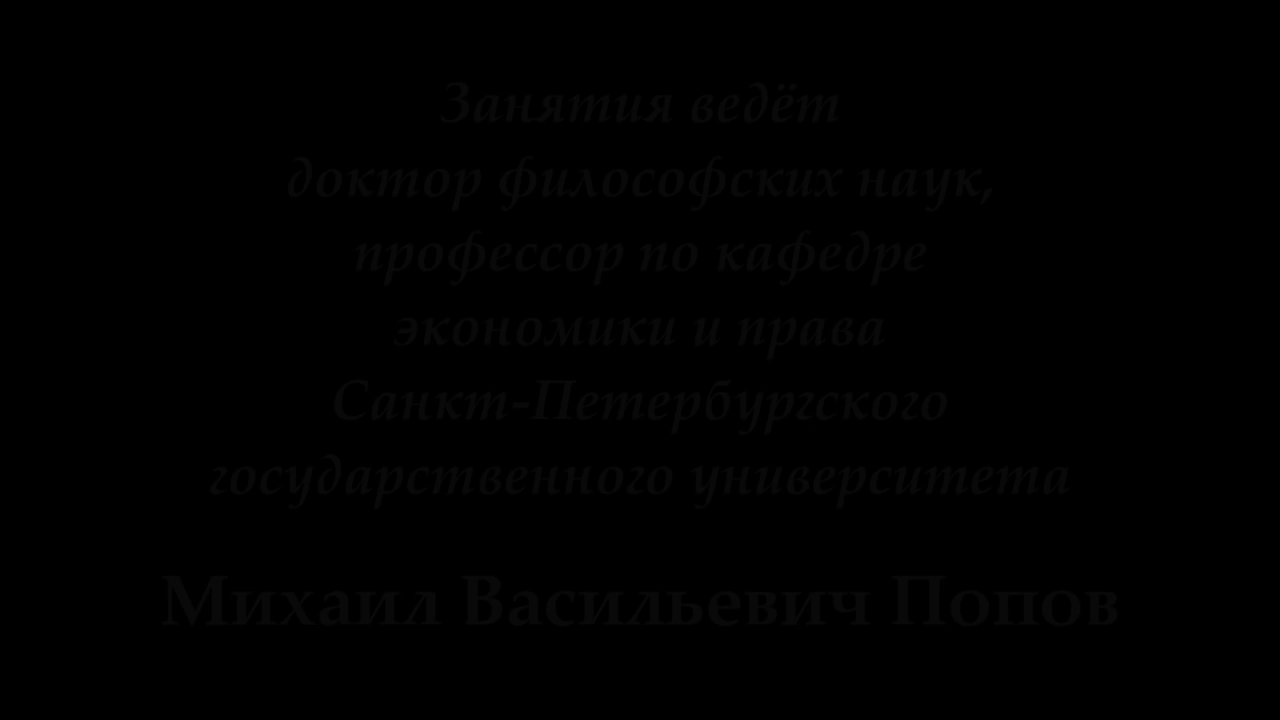 Занятия ведёт
доктор философских наук,
профессор по кафедре
экономики и права
Санкт-Петербургского
государственного университета
Михаил Васильевич Попов